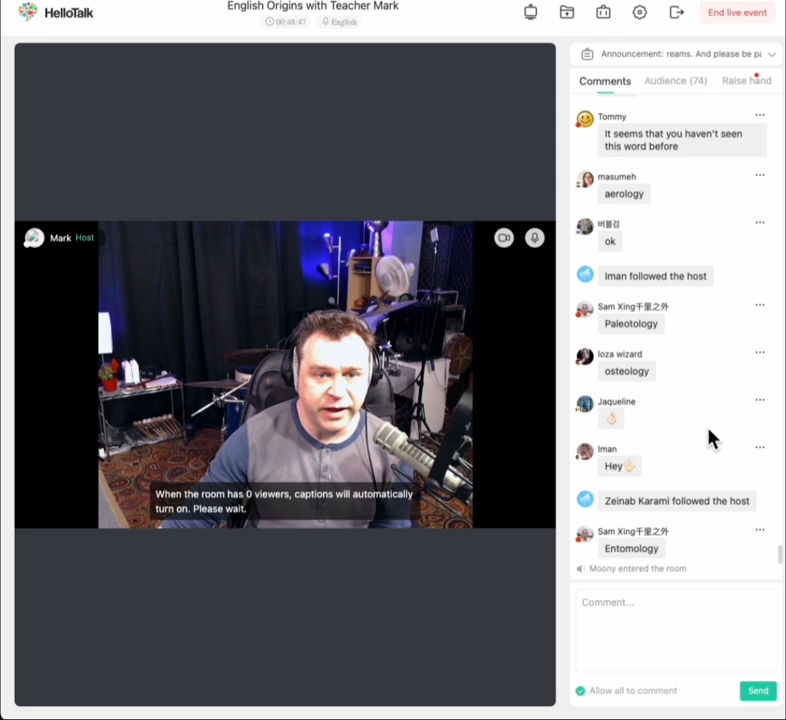 HelloTalk
English Origins with Teacher Mark
00:48:47
English
End live event
Announcement: reams. And please be pa
Comments
Audience (74)
Raise hand
Mark Host
When the room has 0 viewers, captions will automatically
turn on. Please wait.
Tommy
It seems that you haven't seen
this word before
masumeh
aerology
버블검
ok
Iman followed the host
Sam Xing千里之外
Paleotology
loza wizard
osteology
Jaqueline
Iman
Hey
Zeinab Karami followed the host
Sam Xing千里之外
Entomology
Moony entered the room
Comment...
Allow all to comment
Send